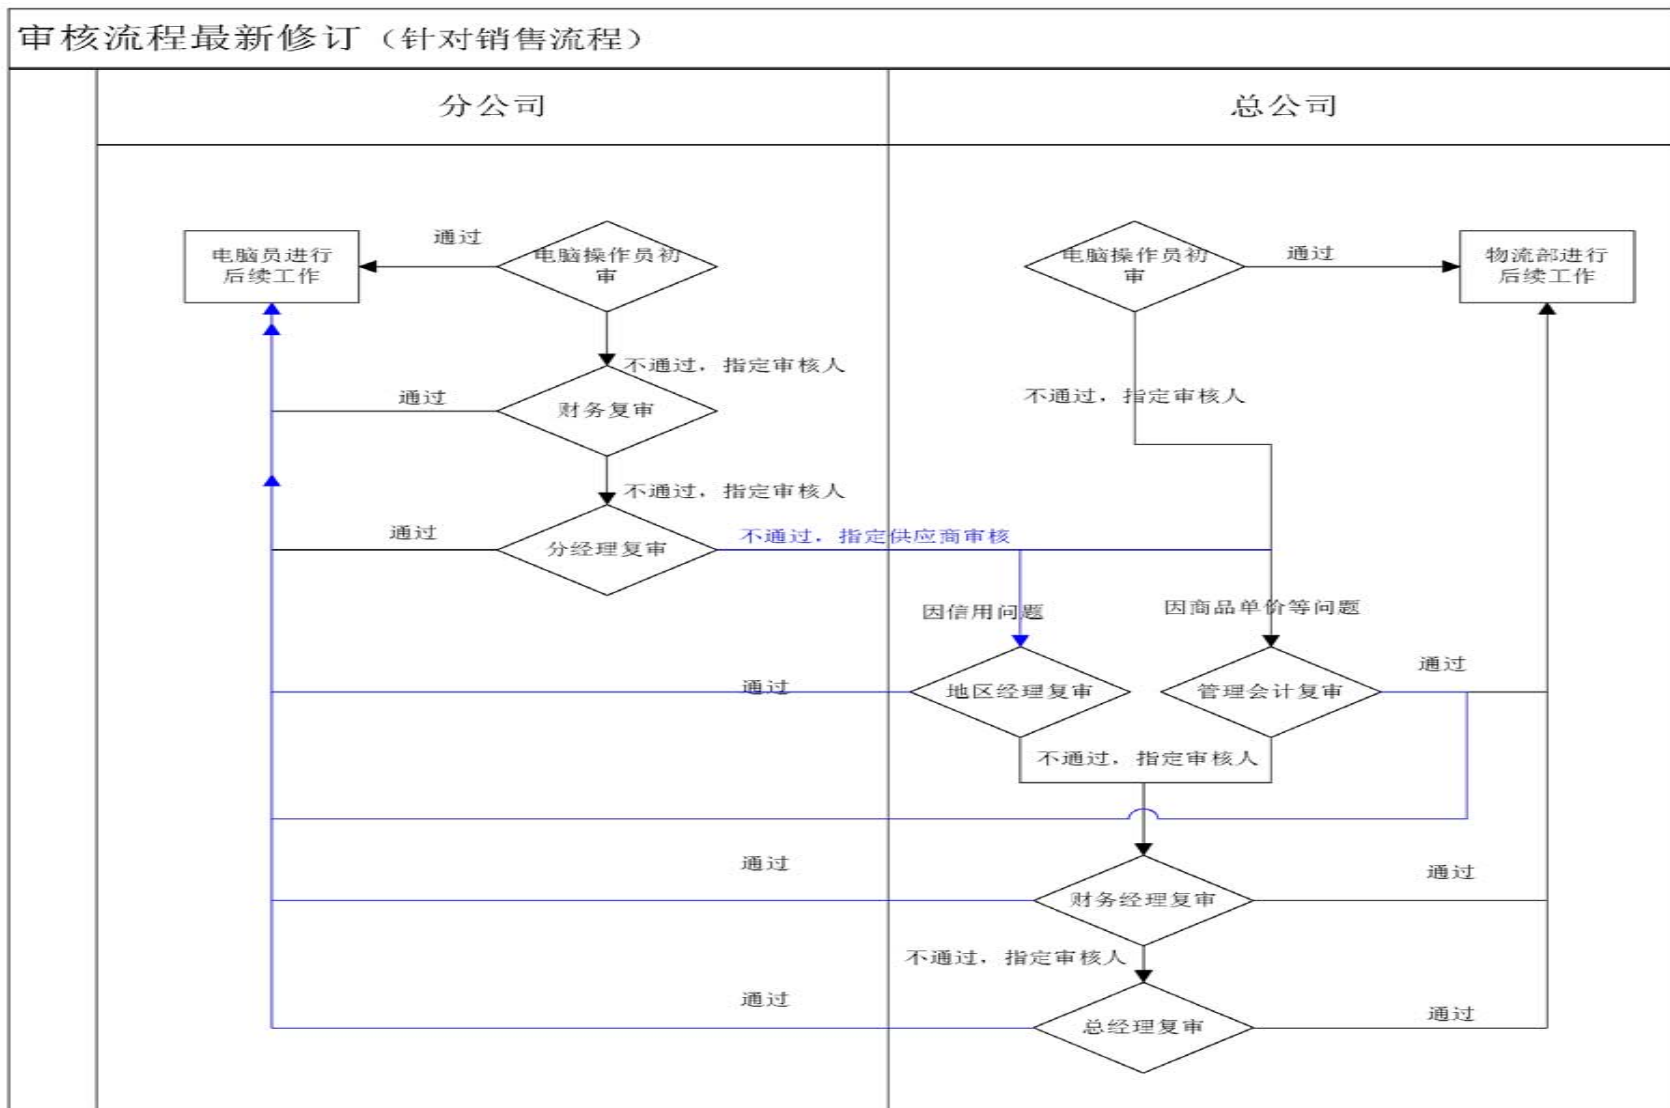 审核流程最新修订（针对销售流程）
分公司
总公司
电脑员进行
后续工作
通过
电脑操作员初
审
电脑操作员初
审
通过
物流部进行
后续工作
不通过，指定审核人
通过
财务复审
不通过，指定审核人
不通过，指定审核人
通过
分经理复审
不通过，指定供应商审核
因信用问题
因商品单价等问题
通过
地区经理复审
管理会计复审
通过
不通过，指定审核人
通过
财务经理复审
通过
不通过，指定审核人
通过
总经理复审
通过